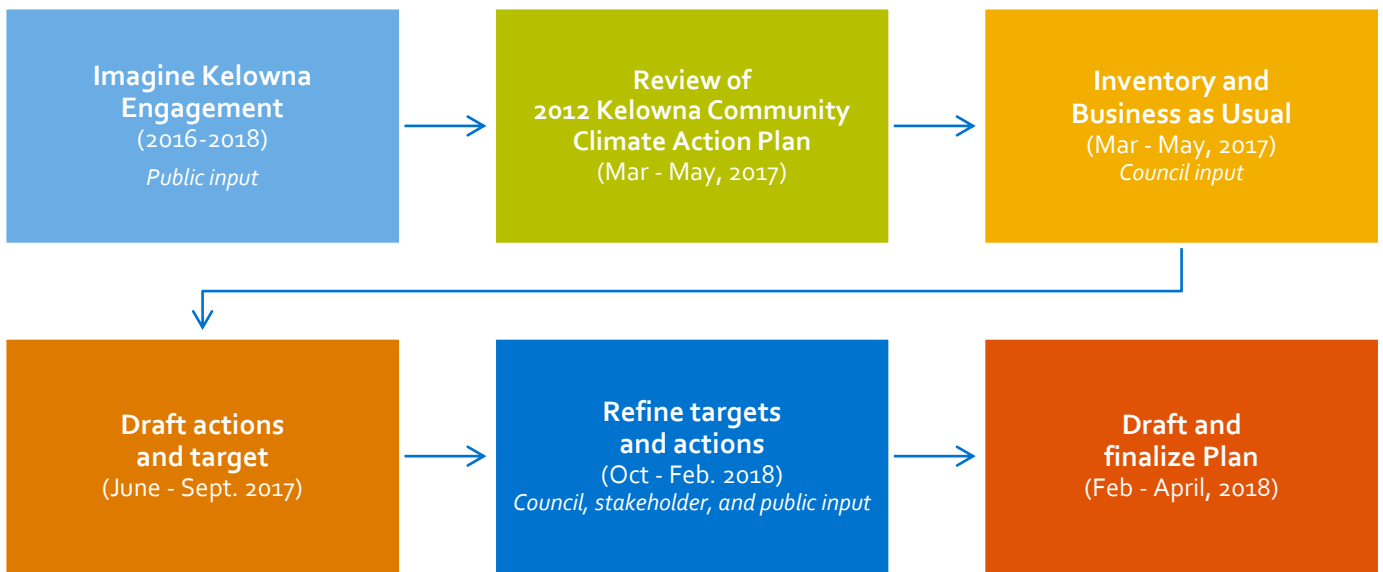 Imagine Kelowna
Engagement
(2016-2018)
Public input
Review of
2012 Kelowna Community
Climate Action Plan
(Mar - May, 2017)
Inventory and
Business as Usual
(Mar - May, 2017)
Council input
Draft actions
and target
(June - Sept. 2017)
Refine targets
and actions
(Oct - Feb. 2018)
Council, stakeholder, and public input
Draft and
finalize Plan
(Feb - April, 2018)